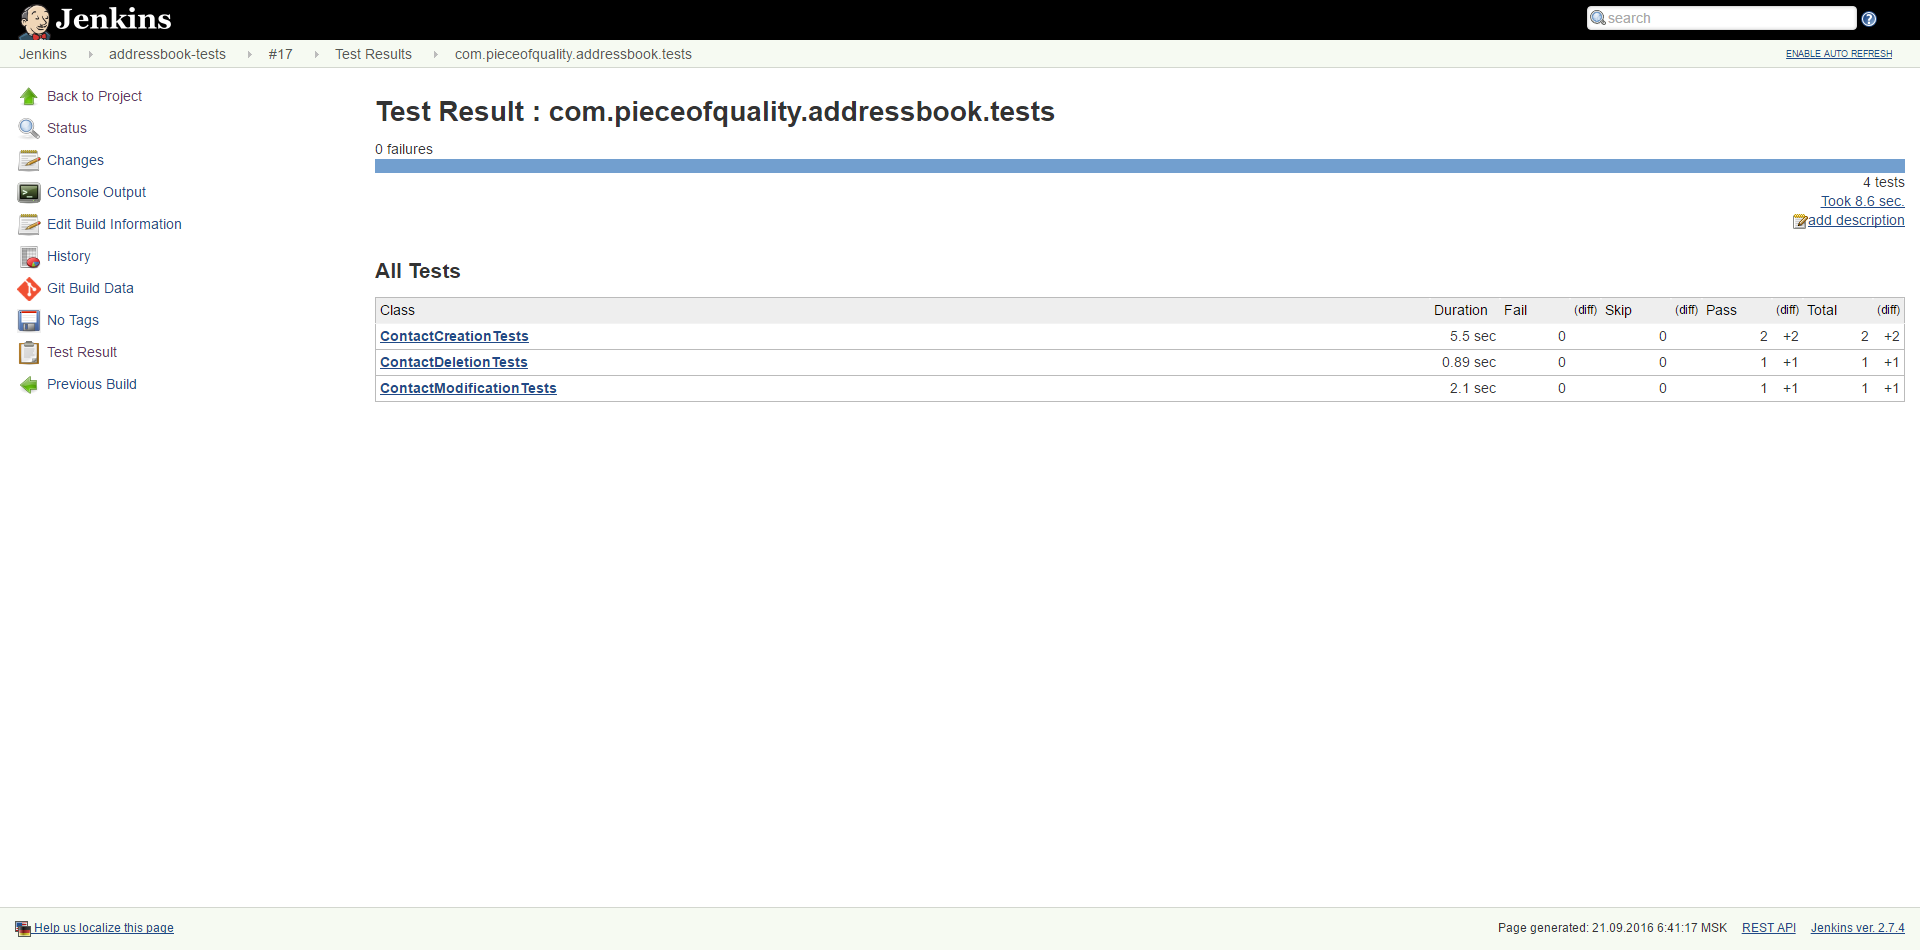 Jenkins
search
Jenkins addressbook-tests #17 Test Results com.pieceofquality.addressbook.tests
ENABLE AUTO REFRESH
Back to Project
Status
Changes
Console Output
Edit Build Information
History
Git Build Data
No Tags
Test Result
Previous Build
Test Result : com.pieceofquality.addressbook.tests
0 failures
4 tests
Took 8.6 sec.
add description
All Tests
Class Duration Fail (diff) Skip (diff) Pass (diff) Total (diff)
ContactCreationTests 5.5 sec 0 0 2 +2 2 +2
ContactDeletionTests 0.89 sec 0 0 1 +1 1 +1
ContactModificationTests 2.1 sec 0 0 1 +1 1 +1
Help us localize this page
Page generated: 21.09.2016 6:41:17 MSK REST API Jenkins ver. 2.7.4